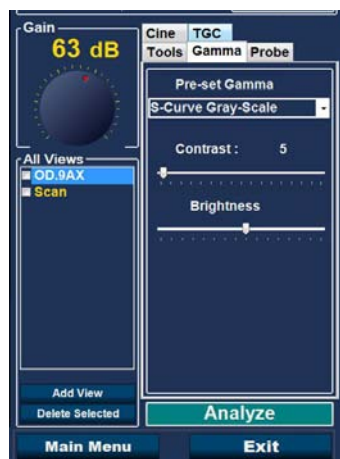 Gain
63 dB
Cine TGC
Tools Gamma Probe
Pre-set Gamma
S-Curve Gray-Scale
Contrast : 5
Brightness
All Views
OD.9AX
Scan
Add View
Delete Selected
Analyze
Main Menu
Exit